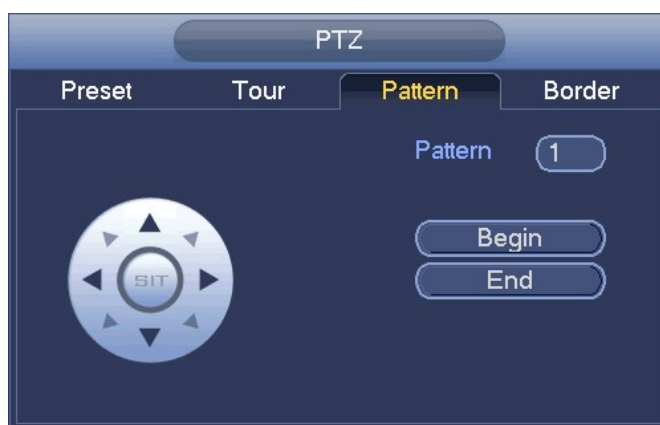 PTZ
Preset Tour Pattern Border
Pattern 1
SIT
Begin
End